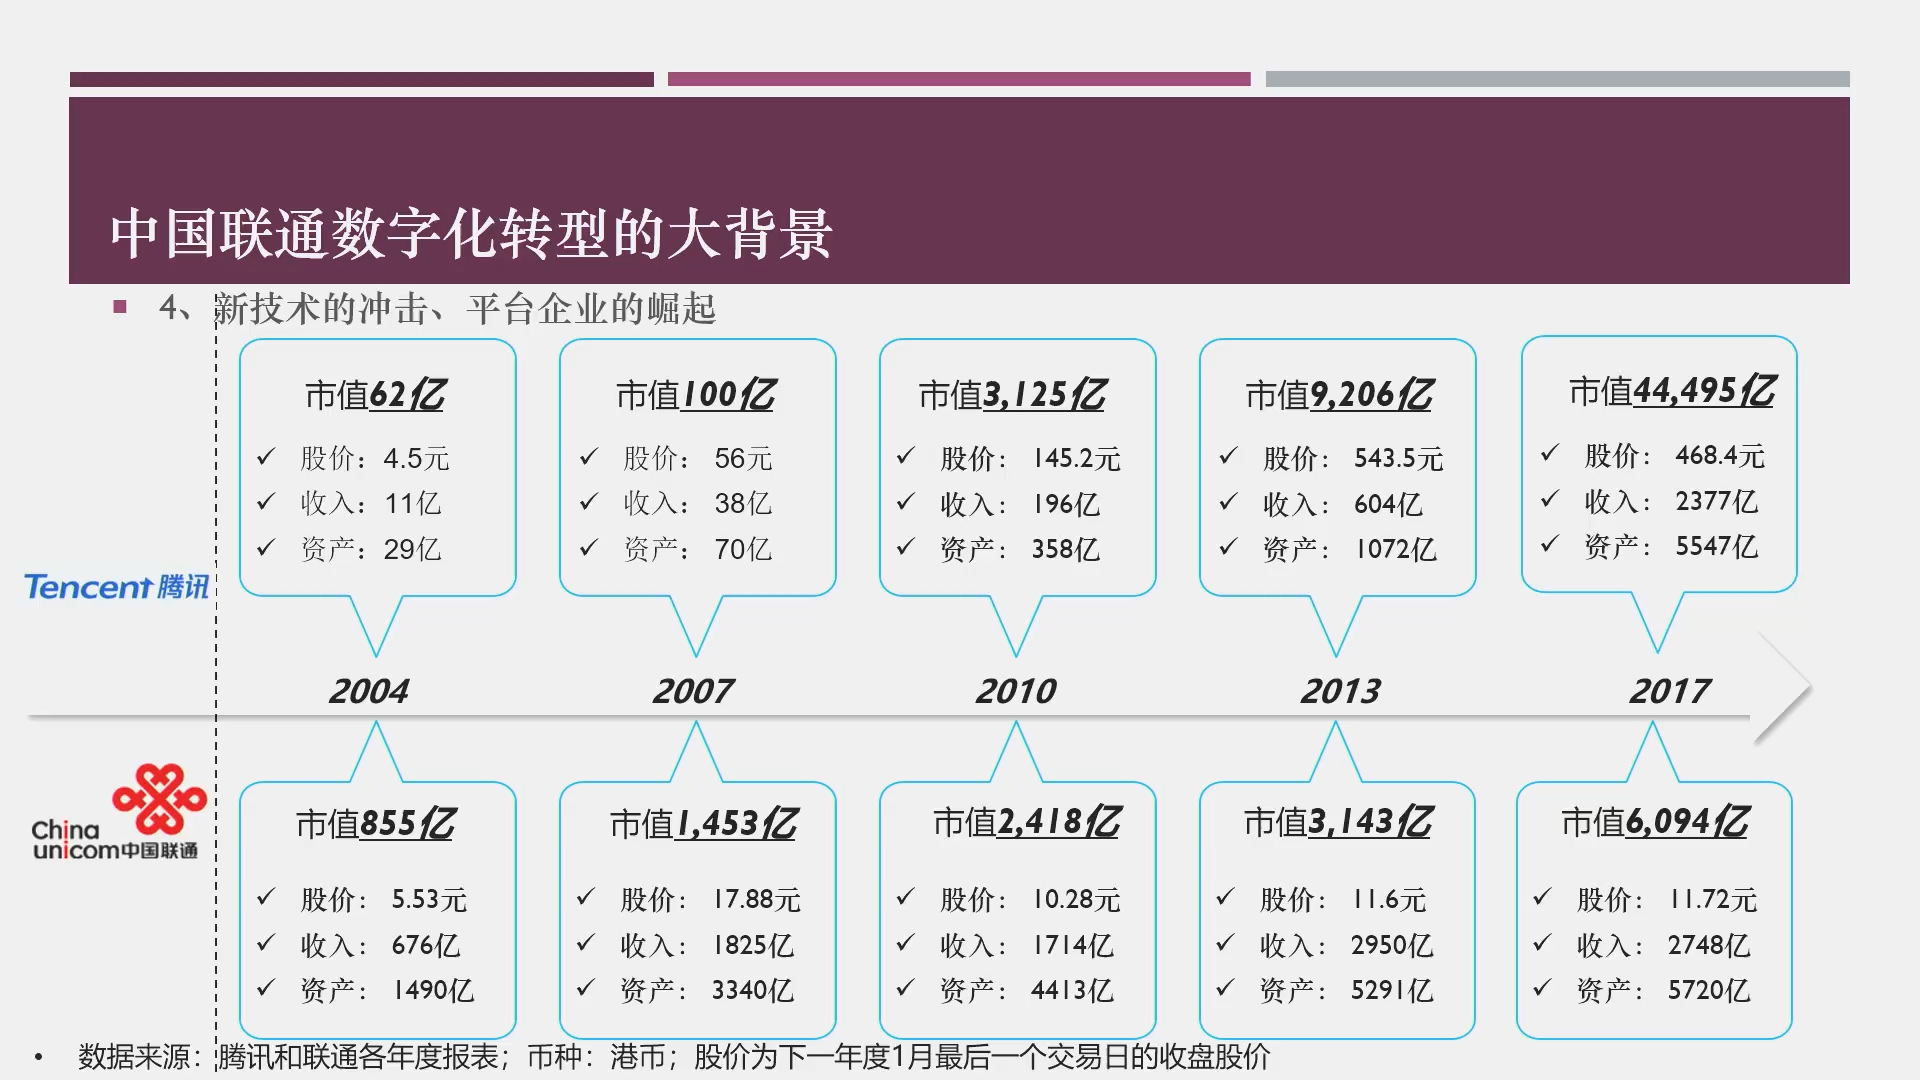 中国联通数字化转型的大背景
4、新技术的冲击、平台企业的崛起
市值62亿
股价：4.5元
收入：11亿
资产：29亿
市值100亿
股价： 56元
收入： 38亿
资产： 70亿
市值3,125亿
股价： 145.2元
收入： 196亿
资产： 358亿
市值9,206亿
股价： 543.5元
收入： 604亿
资产： 1072亿
市值44,495亿
股价： 468.4元
收入： 2377亿
资产： 5547亿
Tencent 腾讯
2004
2007
2010
2013
2017
China
unicom中国联通
市值855亿
股价： 5.53元
收入： 676亿
资产： 1490亿
市值1,453亿
股价： 17.88元
收入： 1825亿
资产： 3340亿
市值2,418亿
股价： 10.28元
收入： 1714亿
资产： 4413亿
市值3,143亿
股价： 11.6元
收入： 2950亿
资产： 5291亿
市值6,094亿
股价： 11.72元
收入： 2748亿
资产： 5720亿
数据来源：腾讯和联通各年度报表；币种：港币；股价为下一年度1月最后一个交易日的收盘股价